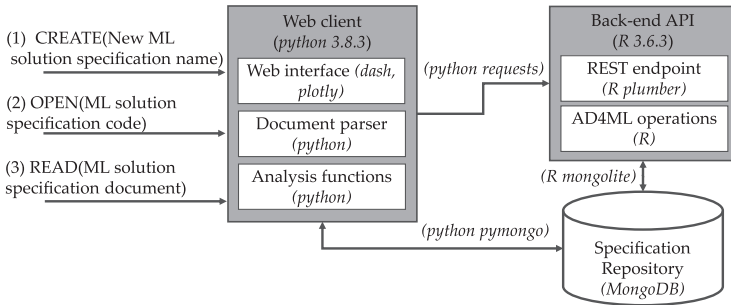 (1) CREATE(New ML
solution specification name)
(2) OPEN(ML solution
specification code)
(3) READ(ML solution
specification document)
Web client
(python 3.8.3)
Web interface (dash,
plotly)
Document parser
(python)
Analysis functions
(python)
(python requests)
Back-end API
(R 3.6.3)
REST endpoint
(R plumber)
AD4ML operations
(R)
(R mongolite)
(python pymongo)
Specification
Repository
(MongoDB)